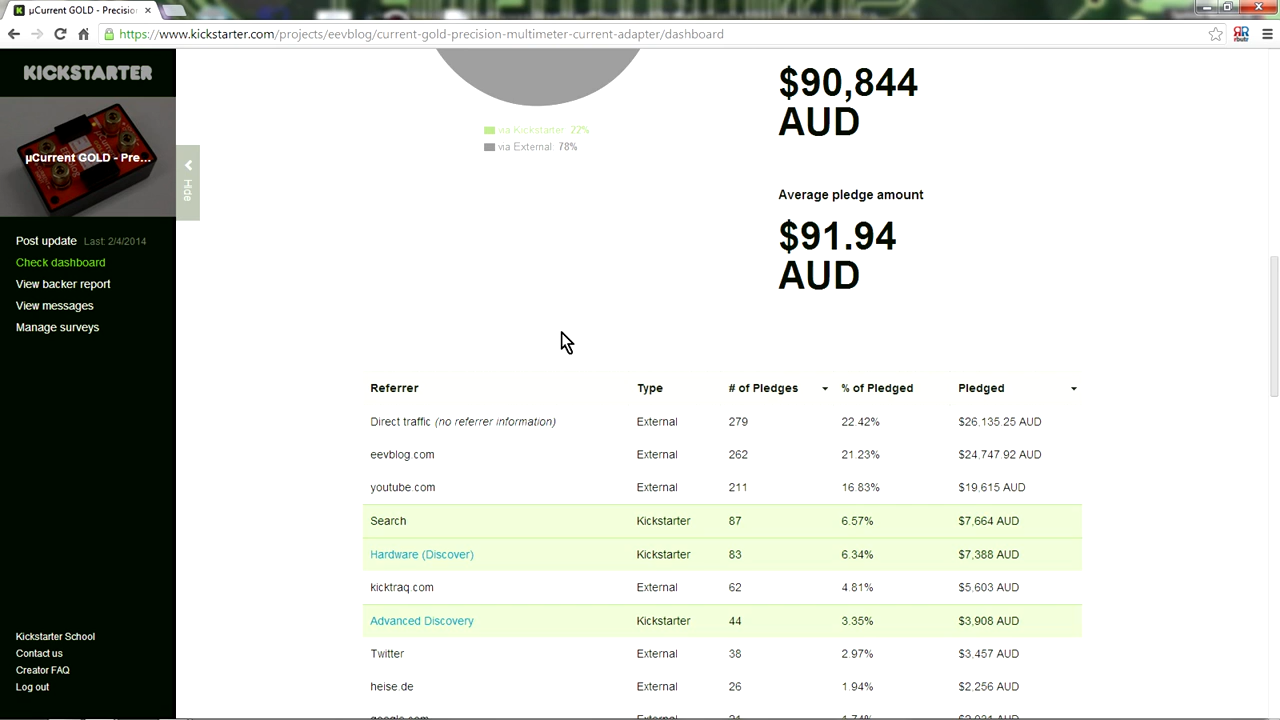 µCurrent GOLD - Precision
https://www.kickstarter.com/projects/eevblog/current-gold-precision-multimeter-current-adapter/dashboard
rbutr
KICKSTARTER
µCurrent GOLD - Pre...
Hide
Post update Last: 2/4/2014
Check dashboard
View backer report
View messages
Manage surveys
Kickstarter School
Contact us
Creator FAQ
Log out
via Kickstarter: 22%
via External: 78%
$90,844
AUD
Average pledge amount
$91.94
AUD
Referrer Type # of Pledges % of Pledged Pledged
Direct traffic (no referrer information) External 279 22.42% $26,135.25 AUD
eevblog.com External 262 21.23% $24,747.92 AUD
youtube.com External 211 16.83% $19,615 AUD
Search Kickstarter 87 6.57% $7,664 AUD
Hardware (Discover) Kickstarter 83 6.34% $7,388 AUD
kicktraq.com External 62 4.81% $5,603 AUD
Advanced Discovery Kickstarter 44 3.35% $3,908 AUD
Twitter External 38 2.97% $3,457 AUD
heise.de External 26 1.94% $2,256 AUD
google.com External